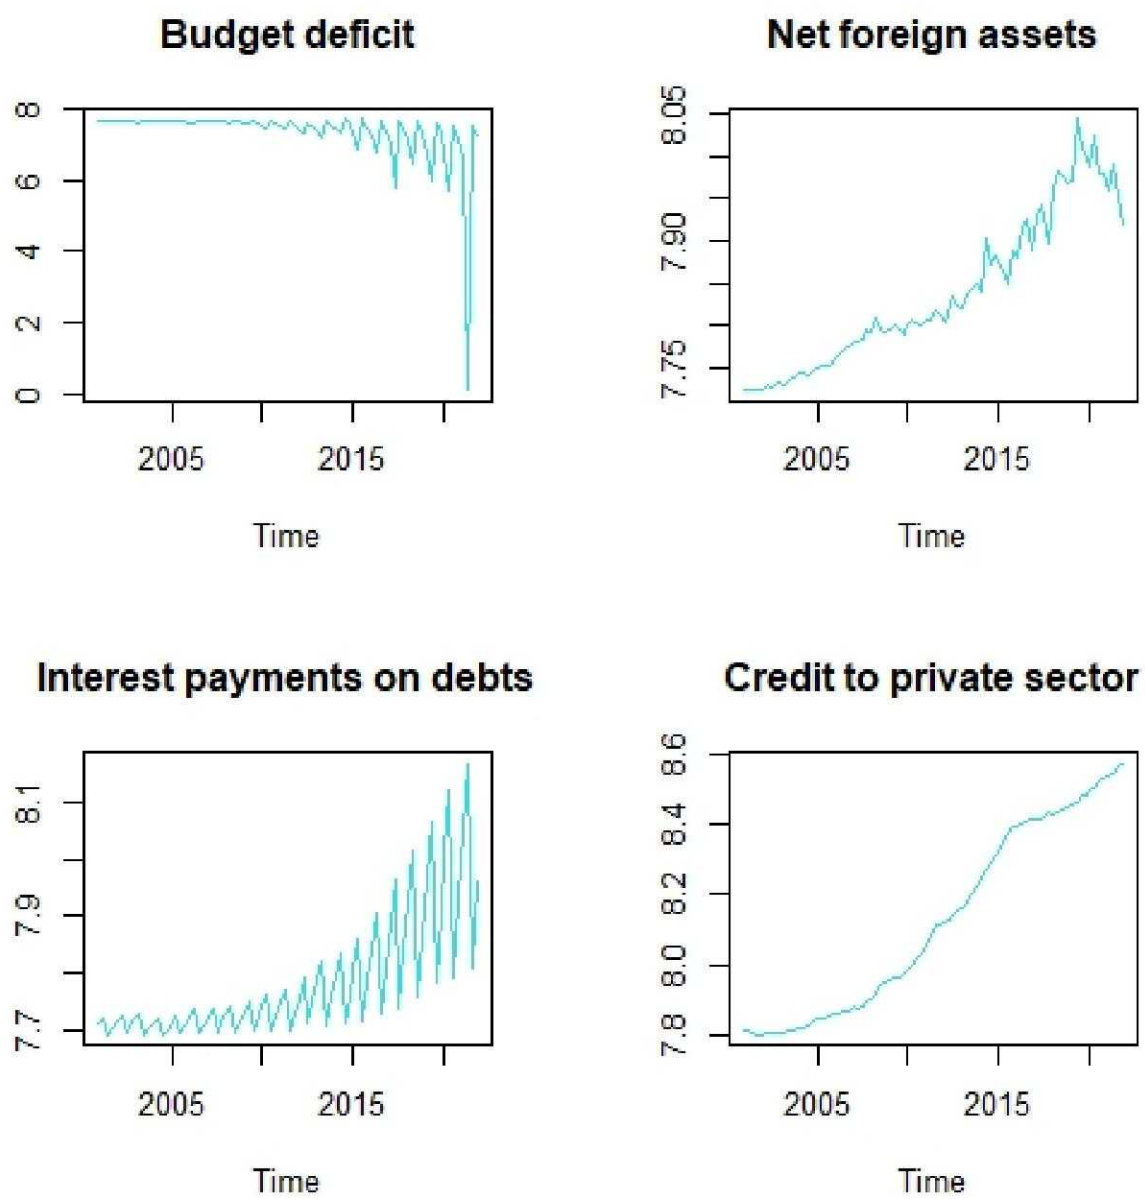 Budget deficit
8
6
4
2
0
2005 2015
Time
Net foreign assets
8.05
7.90
7.75
2005 2015
Time
Interest payments on debts
8.1
7.9
7.7
2005 2015
Time
Credit to private sector
8.6
8.4
8.2
8.0
7.8
2005 2015
Time